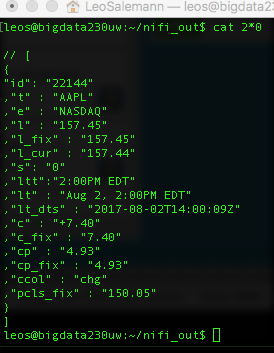 LeoSalemann — leos@bigdata
[leos@bigdata230uw:~/nifi_out$ cat 2*0
// [
{
"id": "22144"
,"t" : "AAPL"
,"e" : "NASDAQ"
,"l" : "157.45"
,"l_fix" : "157.45"
,"l_cur" : "157.44"
,"s": "0"
,"ltt":"2:00PM EDT"
,"lt" : "Aug 2, 2:00PM EDT"
,"lt_dts" : "2017-08-02T14:00:09Z"
,"c" : "+7.40"
,"c_fix" : "7.40"
,"cp" : "4.93"
,"cp_fix" : "4.93"
,"ccol" : "chg"
,"pcls_fix" : "150.05"
}
]
leos@bigdata230uw:~/nifi_out$